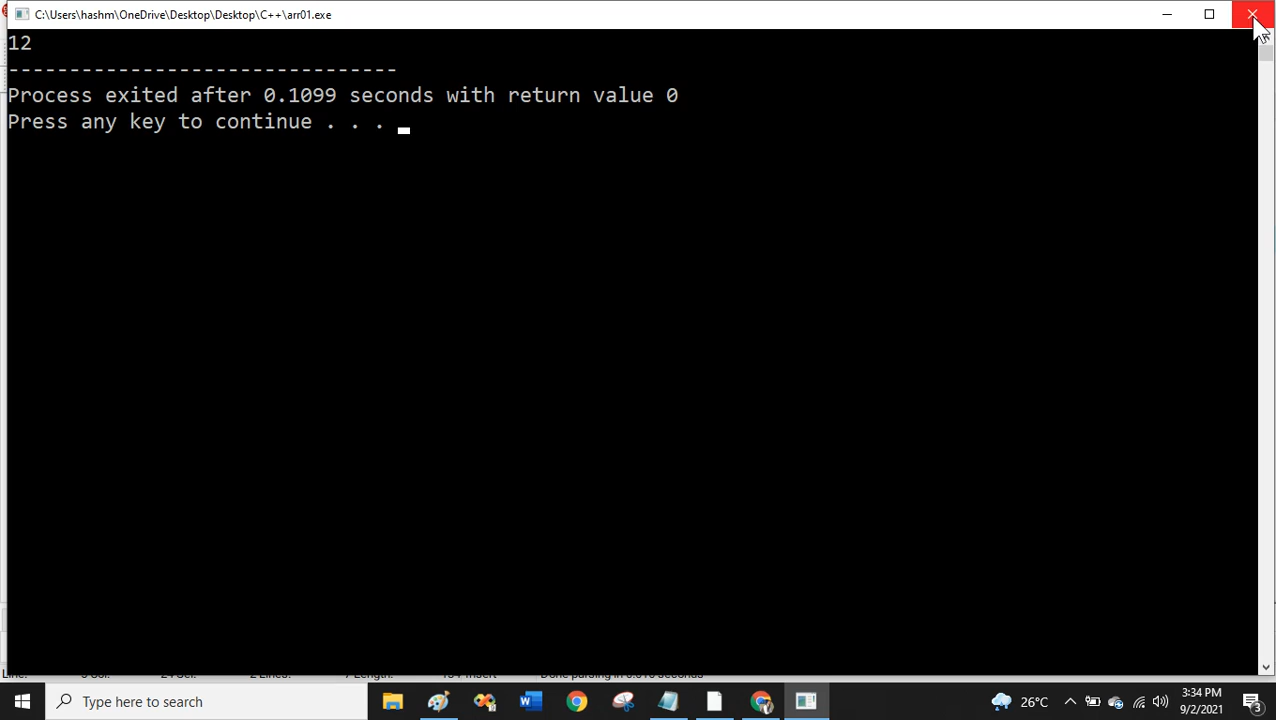 C:\Users\hashm\OneDrive\Desktop\Desktop\C++\arr01.exe
12
--------------------------------
Process exited after 0.1099 seconds with return value 0
Press any key to continue . . .
Type here to search
26°C
3:34 PM
9/2/2021
3